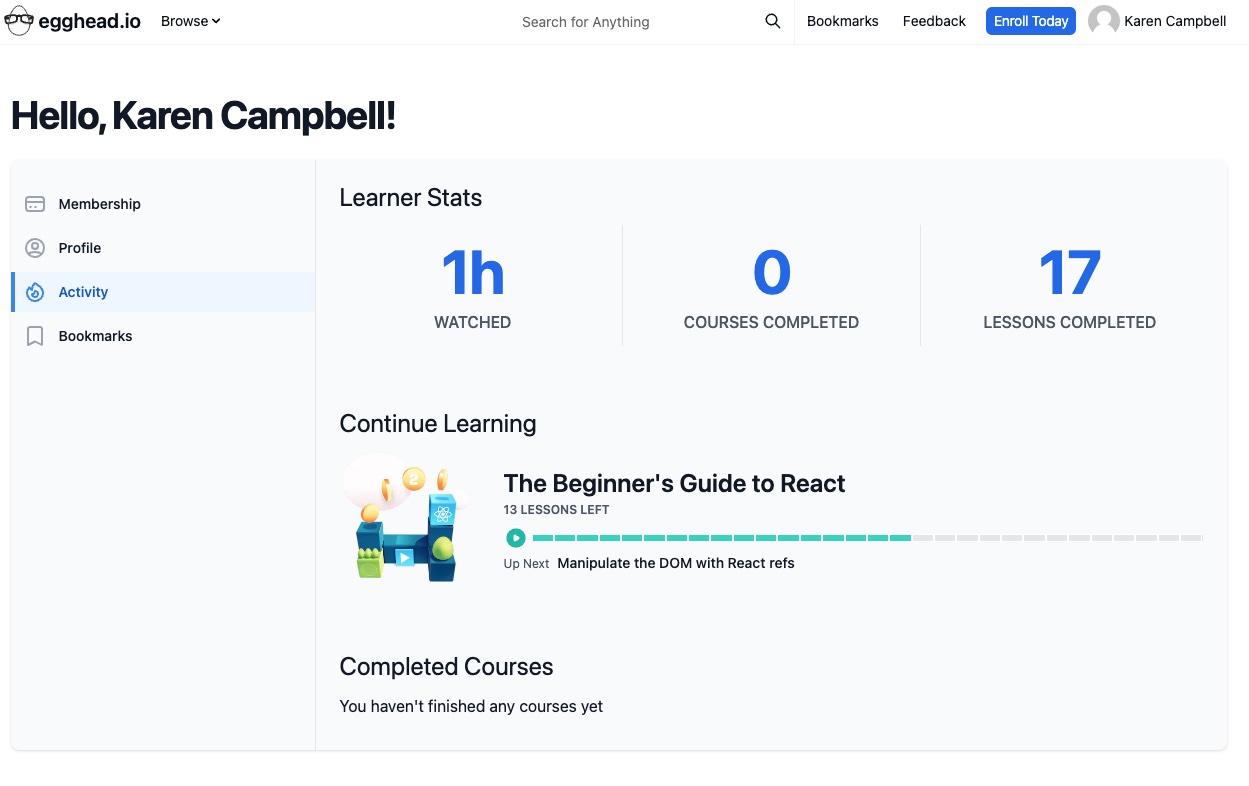 egghead.io Browse Search for Anything Bookmarks Feedback Enroll Today Karen Campbell
Hello, Karen Campbell!
Membership
Profile
Activity
Bookmarks
Learner Stats
1h 0 17
WATCHED COURSES COMPLETED LESSONS COMPLETED
Continue Learning
2
The Beginner's Guide to React
13 LESSONS LEFT
Up Next Manipulate the DOM with React refs
Completed Courses
You haven't finished any courses yet